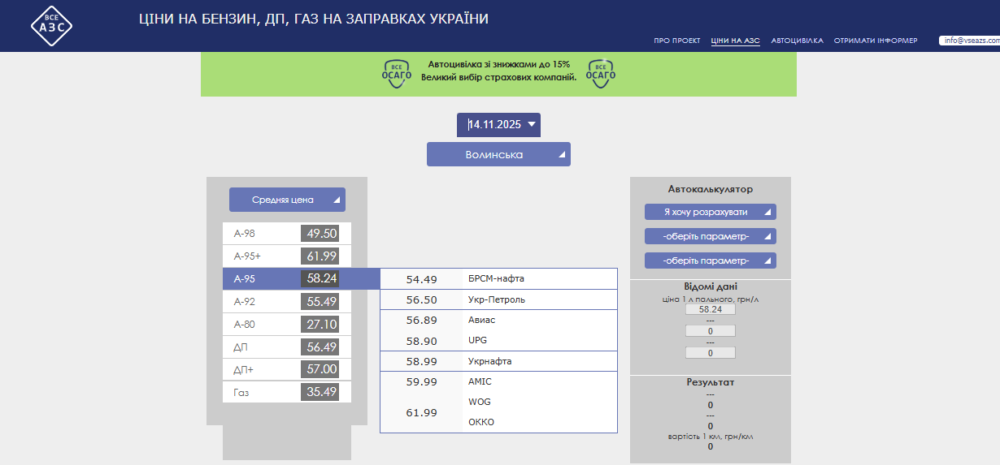 ВСЕ
АЗС
ЦІНИ НА БЕНЗИН, ДП, ГАЗ НА ЗАПРАВКАХ УКРАЇНИ
ПРО ПРОЕКТ ЦІНИ НА АЗС АВТОЦИВІЛКА ОТРИМАТИ ІНФОРМЕР info@vseazs.com
ВСЕ
ОСАГО
Автоцивілка зі знижками до 15%
Великий вибір страхових компаній.
ВСЕ
ОСАГО
14.11.2025
Волинська
Средняя цена
А-98 49.50
А-95+ 61.99
А-95 58.24
А-92 55.49
А-80 27.10
ДП 56.49
ДП+ 57.00
Газ 35.49
54.49 БРСМ-нафта
56.50 Укр-Петроль
56.89 Авиас
58.90 UPG
58.99 Укрнафта
59.99 АМІС
61.99 WOG
ОККО
Автокалькулятор
Я хочу розрахувати
-оберіть параметр-
-оберіть параметр-
Відомі дані
ціна 1 л пального, грн/л
58.24
---
0
---
0
Результат
---
0
---
0
вартість 1 км, грн/км
0